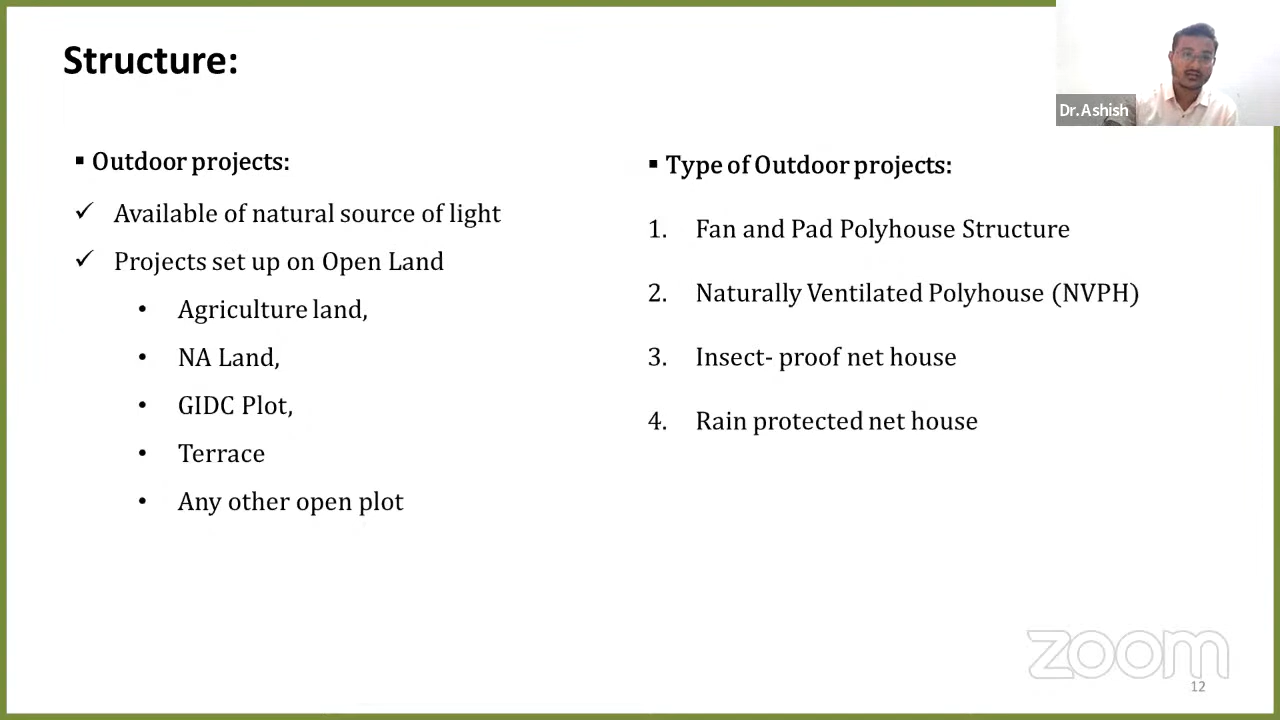 Structure:
Dr.Ashish
▪ Outdoor projects:
✓ Available of natural source of light
✓ Projects set up on Open Land
• Agriculture land,
• NA Land,
• GIDC Plot,
• Terrace
• Any other open plot
▪ Type of Outdoor projects:
1. Fan and Pad Polyhouse Structure
2. Naturally Ventilated Polyhouse (NVPH)
3. Insect- proof net house
4. Rain protected net house
zoom
12